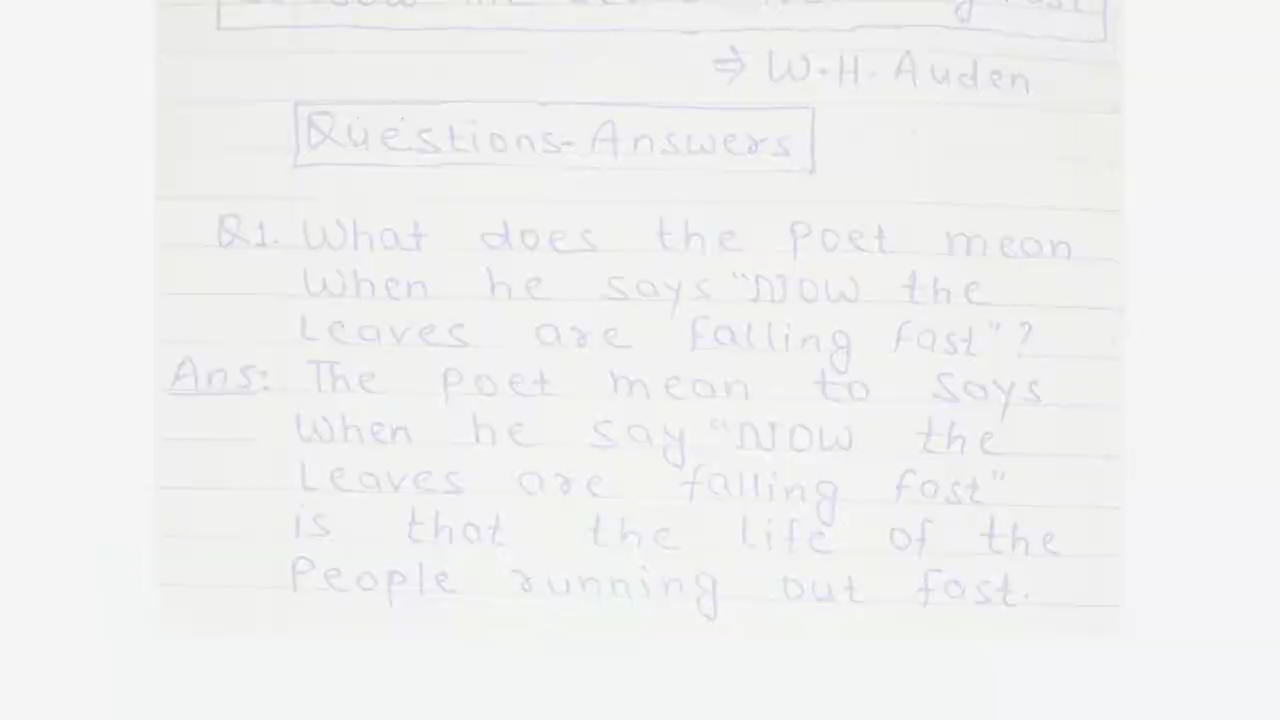 ⇒ W.H. Auden
Questions-Answers
Q1. What does the poet mean
When he says "Now the
Leaves are falling fast"?
Ans: The poet mean to says
When he say "Now the
Leaves are falling fast"
is that the life of the
People running out fast.